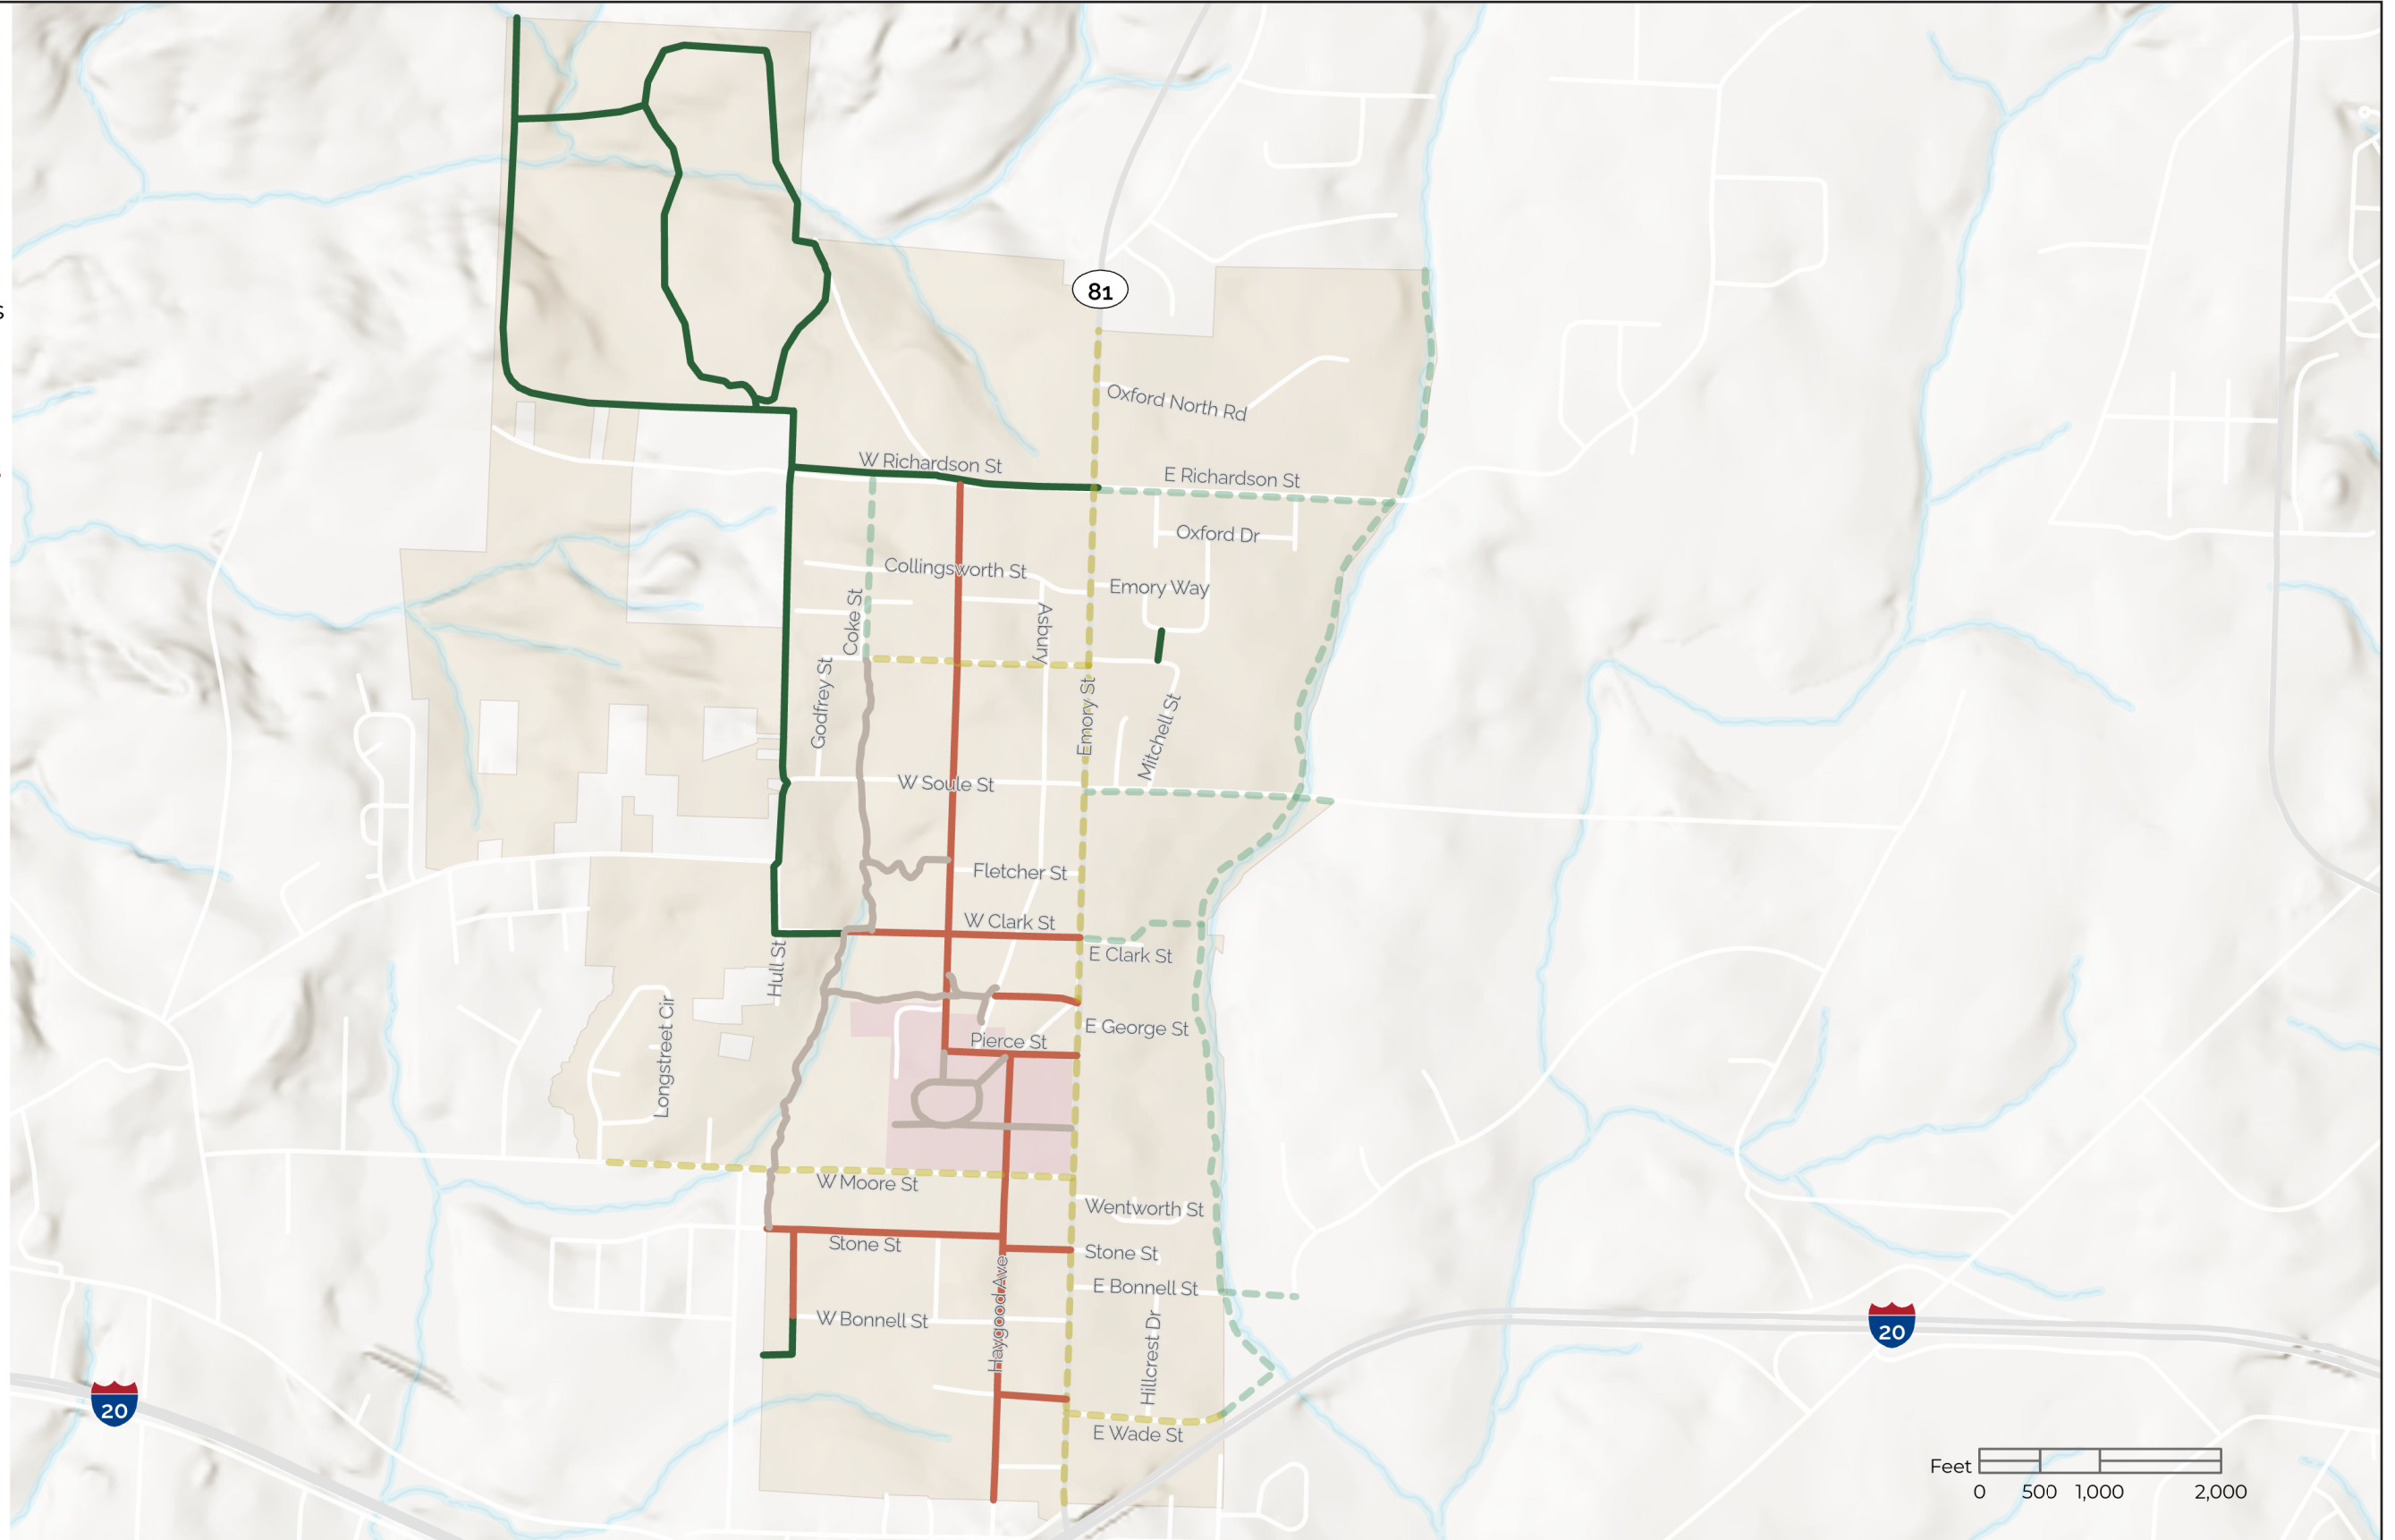 s
81
Oxford North Rd
W Richardson St
E Richardson St
Oxford Dr
Collingsworth St
Emory Way
Coke St
Asbury
Godfrey St
Emory St
Mitchell St
W Soule St
Fletcher St
W Clark St
E Clark St
Hull St
Longstreet Cir
E George St
Pierce St
W Moore St
Wentworth St
Stone St
Stone St
E Bonnell St
W Bonnell St
Haygood Ave
Hillcrest Dr
20
20
E Wade St
Feet
0 500 1,000 2,000